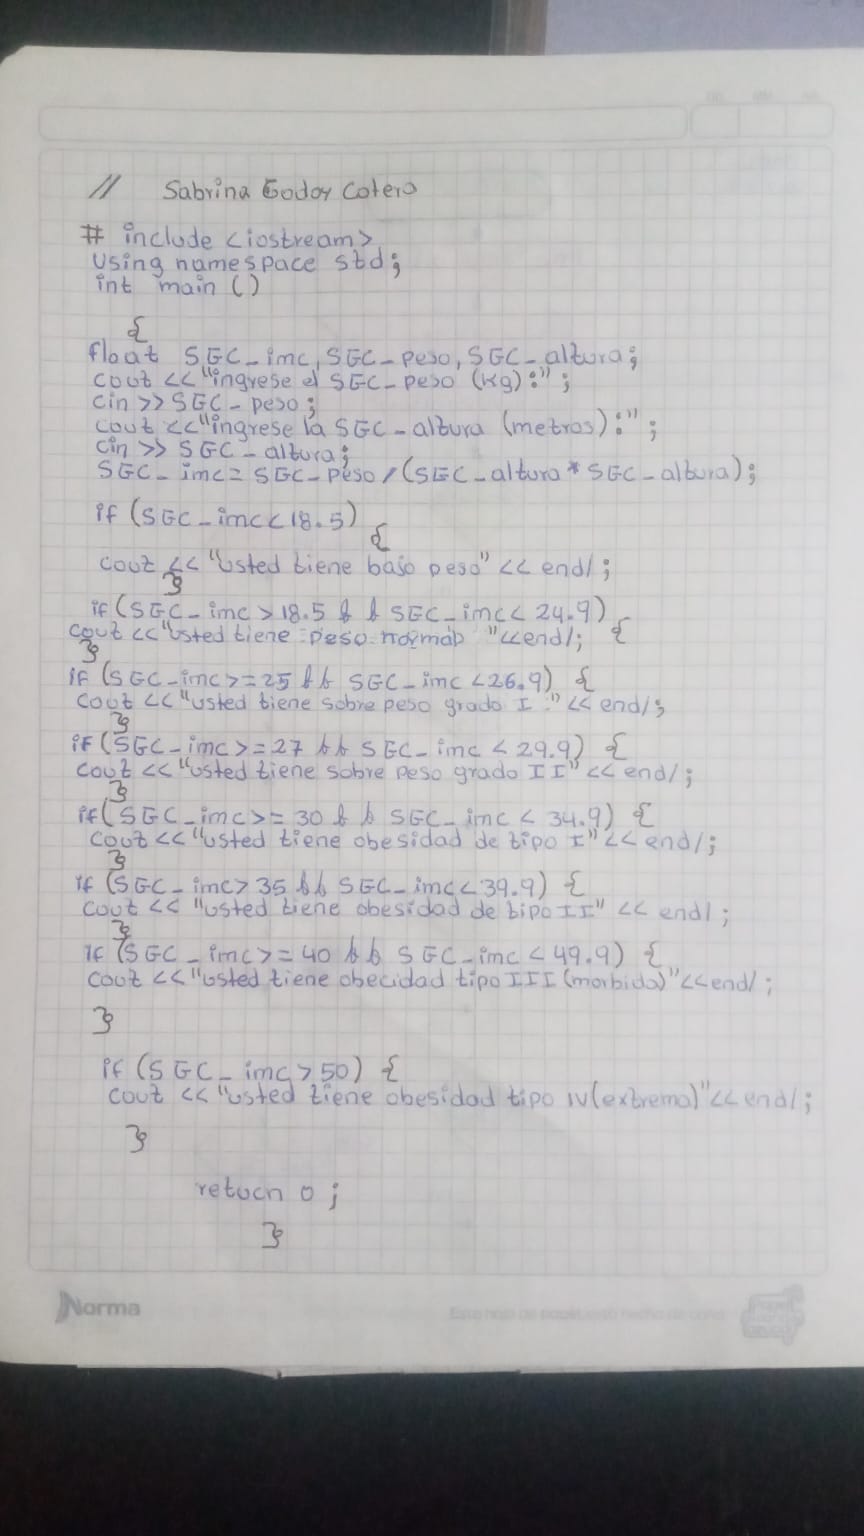 // Sabrina Godoy Cotero
# include <iostream>
using namespace std;
int main ()
{
float SGC_imc, SGC_peso, SGC_altura;
cout <<"ingrese el SGC_peso (kg):";
cin >> SGC_peso;
cout <<"ingrese la SGC_altura (metros):";
cin >> SGC_altura;
SGC_imc = SGC_peso/(SGC_altura * SGC_altura);
if (SGC_imc < 18.5)
{
cout << "usted tiene bajo peso" << endl;
}
if (SGC_imc > 18.5 && SGC_imc < 24.9)
{
cout << "usted tiene peso normal "<<endl;
}
if (SGC_imc >= 25 && SGC_imc < 26.9) {
cout << "usted tiene sobre peso grado I " << endl;
}
if (SGC_imc >= 27 && SGC_imc < 29.9) {
cout << "usted tiene sobre peso grado II" << endl;
}
if (SGC_imc >= 30 && SGC_imc < 34.9) {
cout << "usted tiene obesidad de tipo I" << endl;
}
if (SGC_imc > 35 && SGC_imc < 39.9) {
cout << "usted tiene obesidad de tipo II" << endl;
}
if (SGC_imc >= 40 && SGC_imc < 49.9) {
cout << "usted tiene obecidad tipo III (morbida)" << endl;
}
if (SGC_imc > 50) {
cout << "usted tiene obesidad tipo IV (extrema)" << endl;
}
return 0;
}
Norma